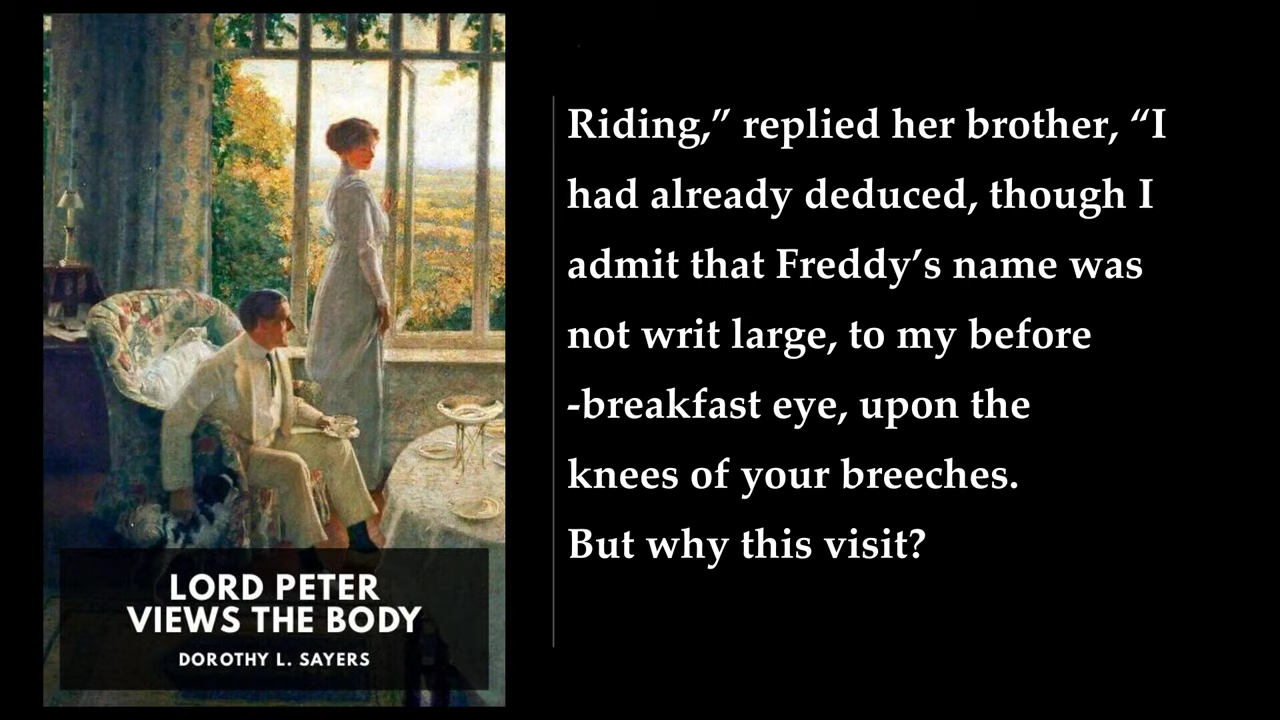 LORD PETER
VIEWS THE BODY
DOROTHY L. SAYERS
Riding,” replied her brother, “I
had already deduced, though I
admit that Freddy’s name was
not writ large, to my before
-breakfast eye, upon the
knees of your breeches.
But why this visit?